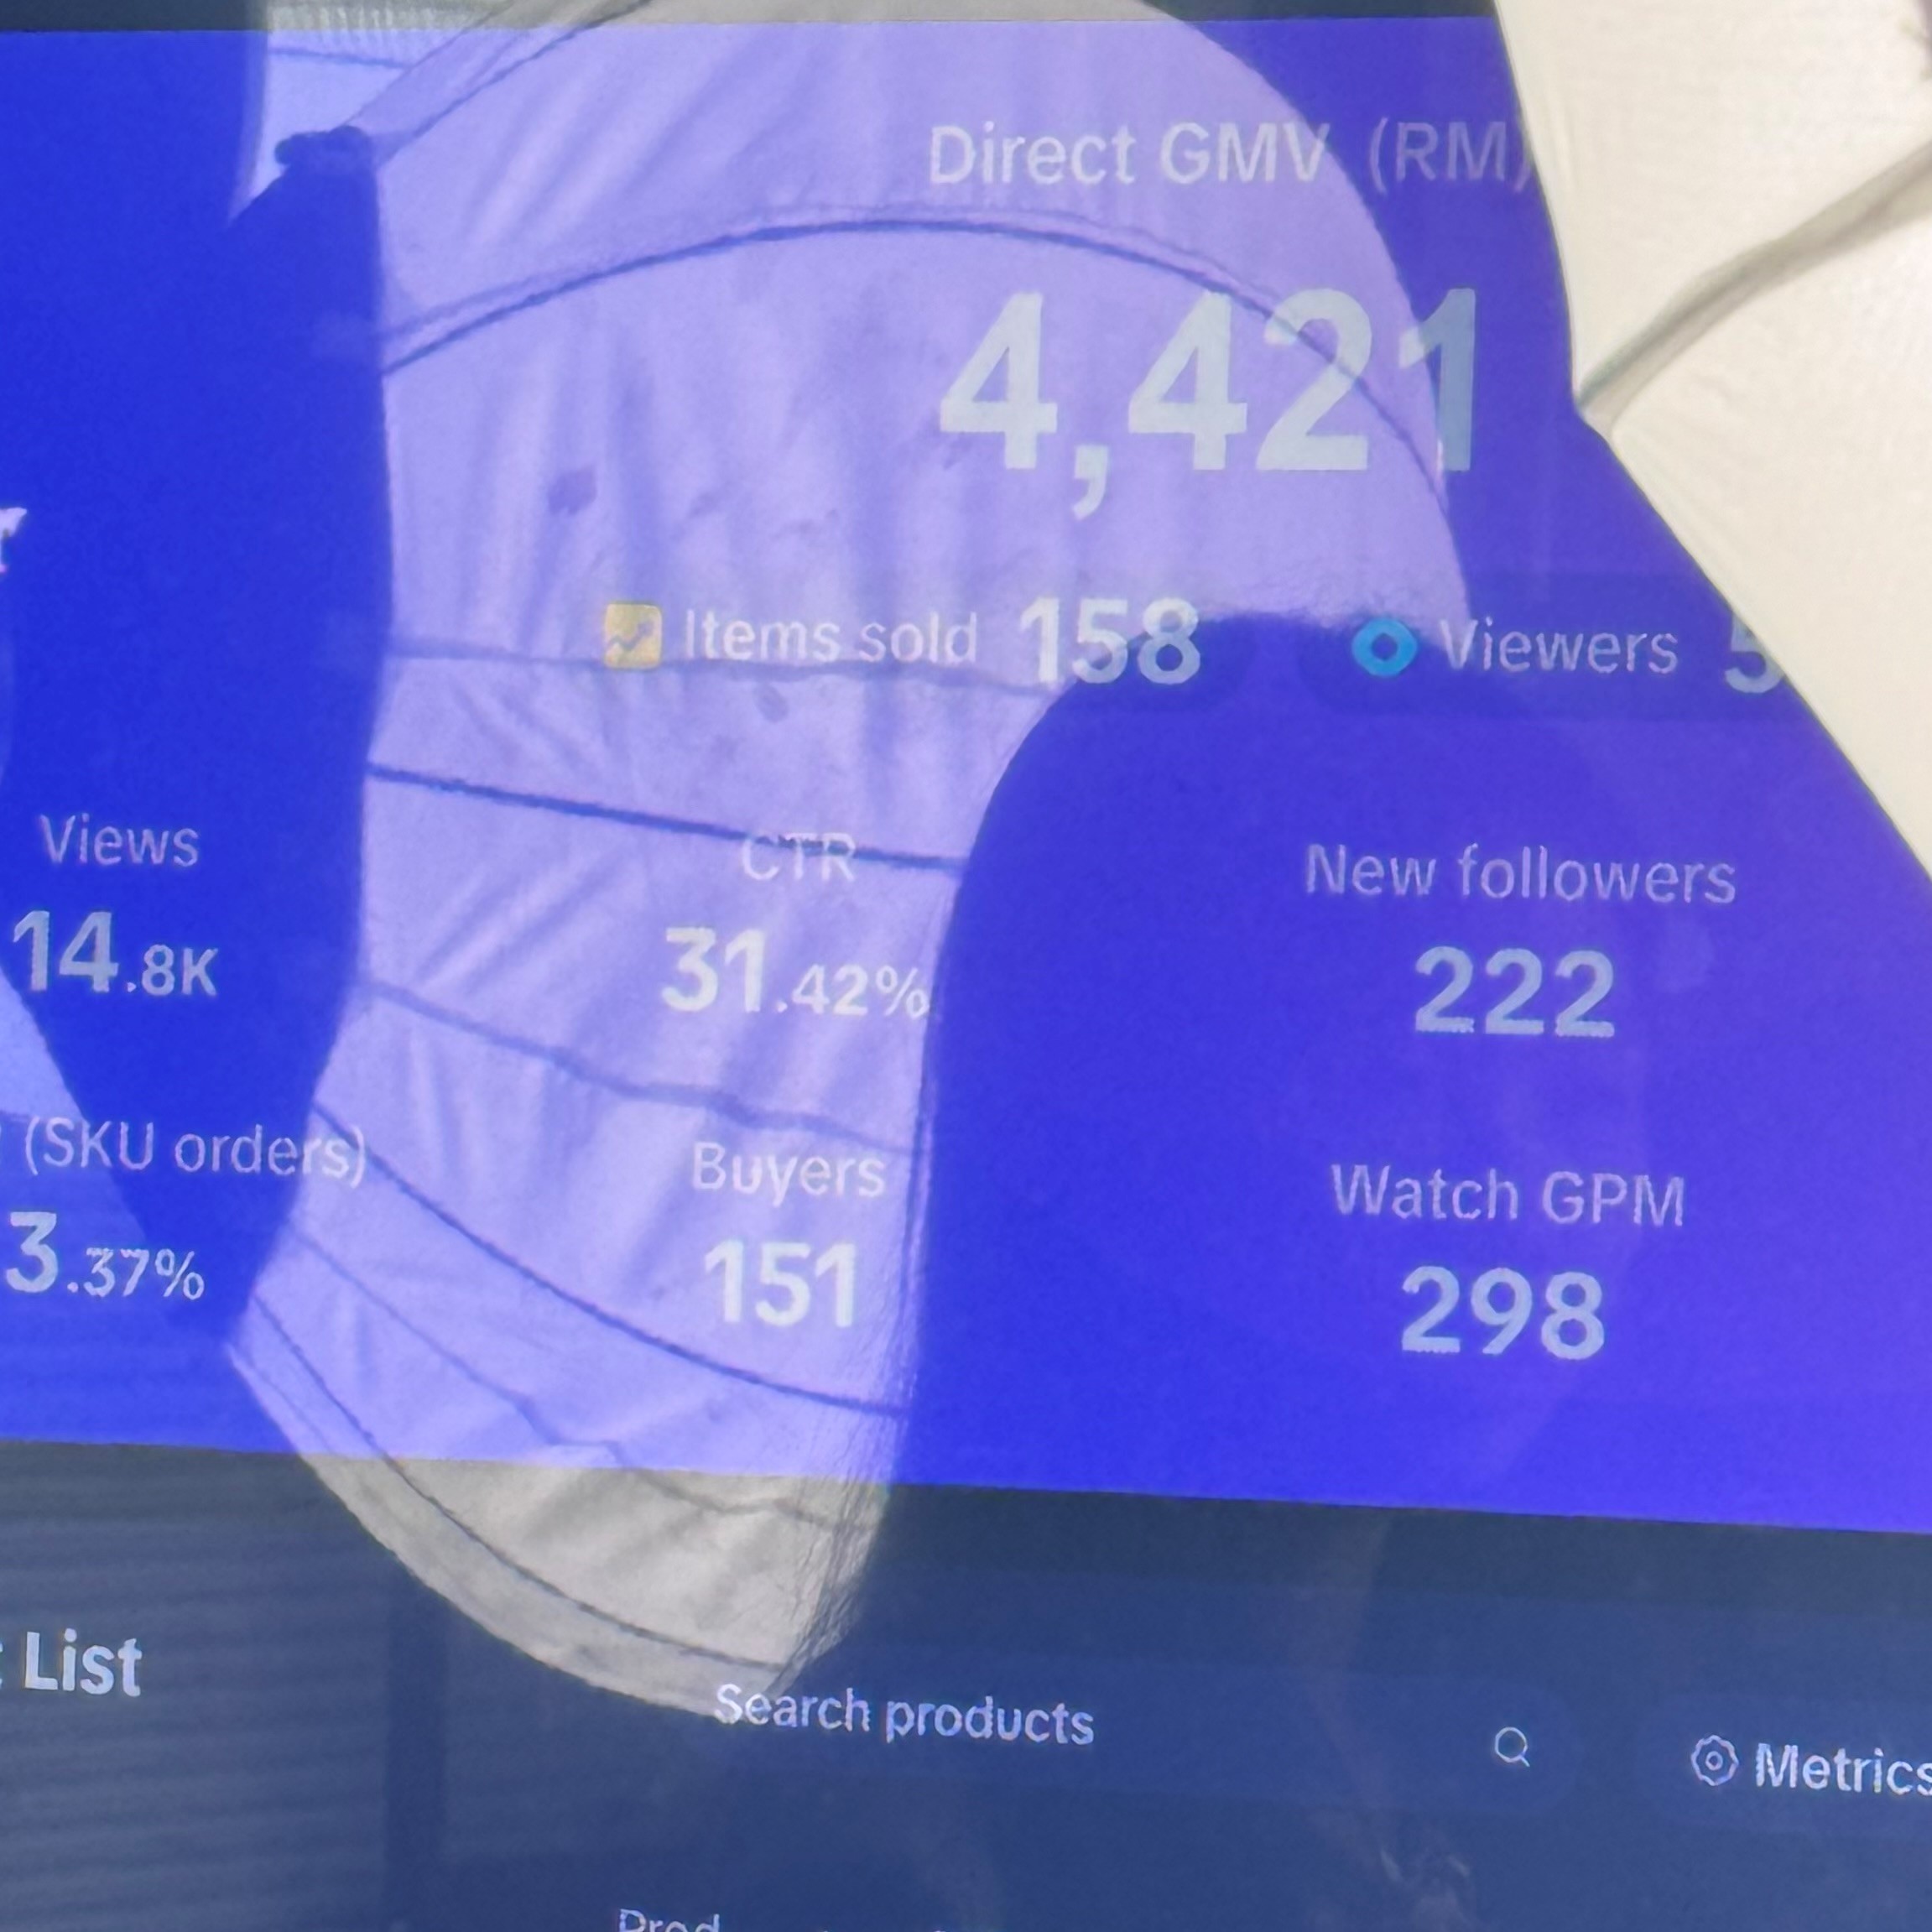 Direct GMV (RM)
4,421
Items sold 158 Viewers 5
Views CTR New followers
14.8K 31.42% 222
(SKU orders) Buyers Watch GPM
3.37% 151 298
List Search products Metrics